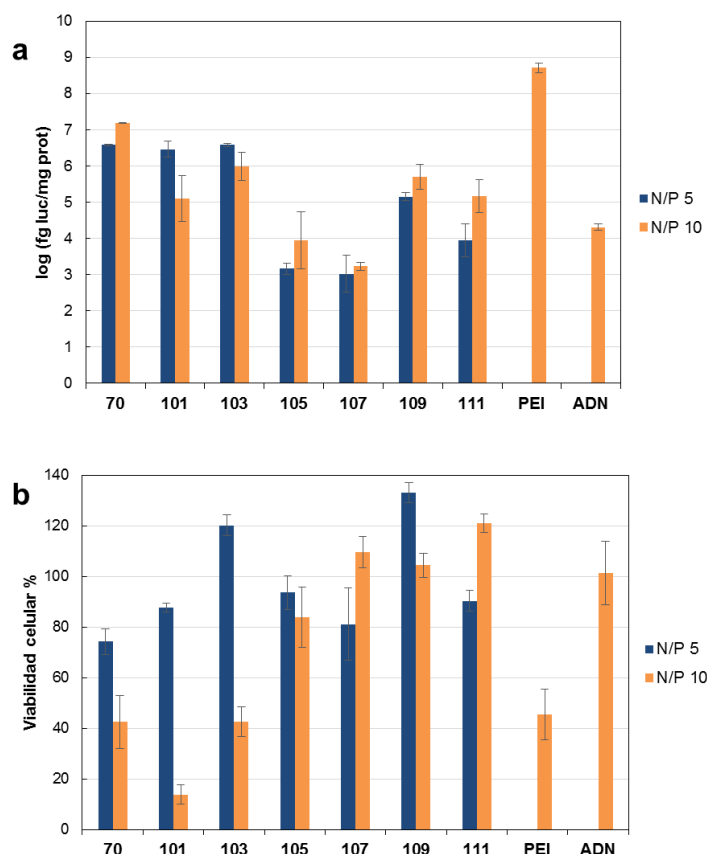 a
log (fg luc/mg prot)
10
9
8
7
6
5
4
3
2
1
0
70 101 103 105 107 109 111 PEI ADN
N/P 5
N/P 10
b
Viabilidad celular %
140
120
100
80
60
40
20
0
70 101 103 105 107 109 111 PEI ADN
N/P 5
N/P 10